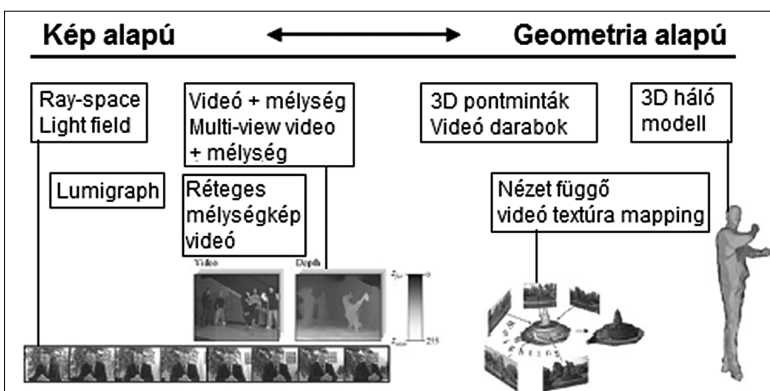 Kép alapú
Geometria alapú
Ray-space
Light field
Videó + mélység
Multi-view video
+ mélység
3D pontminták
Videó darabok
3D háló
modell
Lumigraph
Réteges
mélységkép
videó
Nézet függő
videó textúra mapping
Video
Depth
0
255